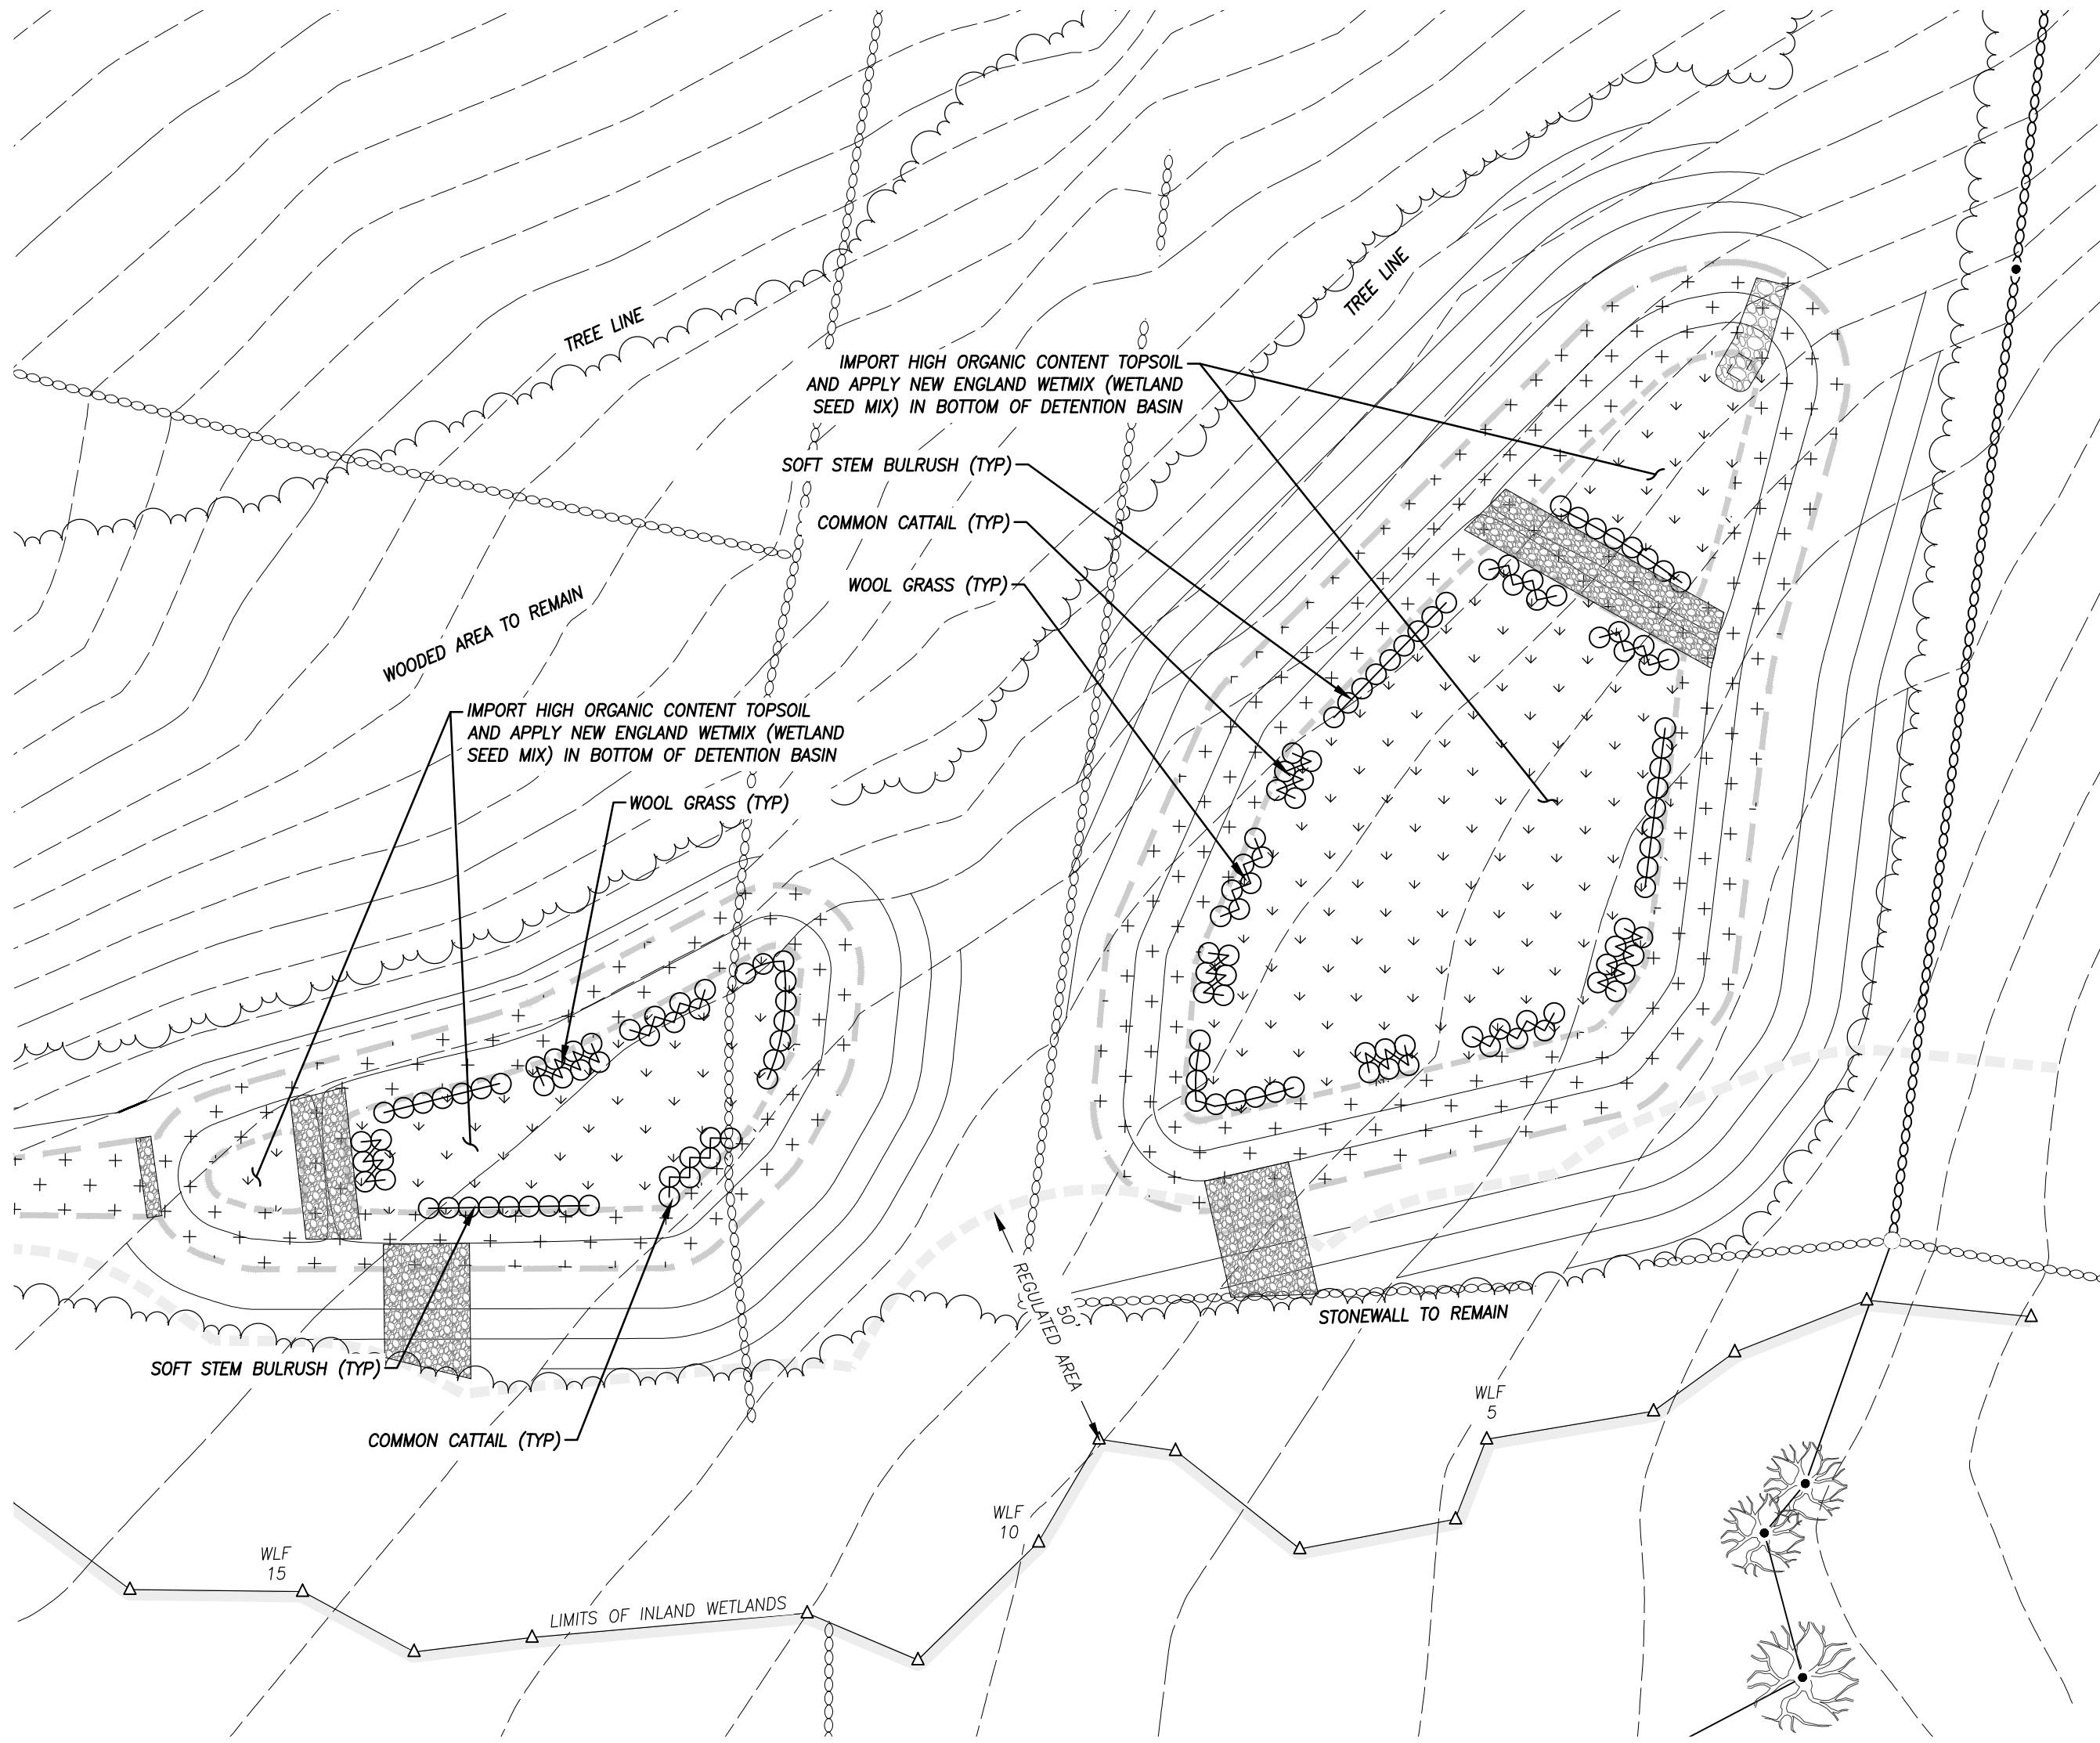 TREE LINE
TREE LINE
IMPORT HIGH ORGANIC CONTENT TOPSOIL
AND APPLY NEW ENGLAND WETMIX (WETLAND
SEED MIX) IN BOTTOM OF DETENTION BASIN
SOFT STEM BULRUSH (TYP)
COMMON CATTAIL (TYP)
WOOL GRASS (TYP)
WOODED AREA TO REMAIN
IMPORT HIGH ORGANIC CONTENT TOPSOIL
AND APPLY NEW ENGLAND WETMIX (WETLAND
SEED MIX) IN BOTTOM OF DETENTION BASIN
WOOL GRASS (TYP)
50'
REGULATED AREA
STONEWALL TO REMAIN
SOFT STEM BULRUSH (TYP)
COMMON CATTAIL (TYP)
WLF
5
WLF
10
WLF
15
LIMITS OF INLAND WETLANDS